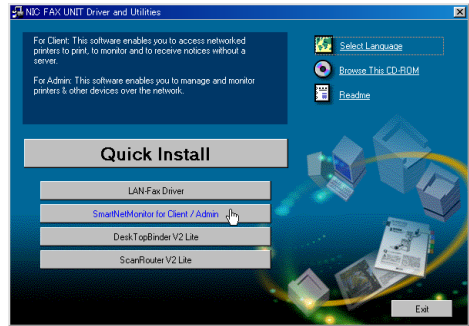 NIC FAX UNIT Driver and Utilities
For Client: This software enables you to access networked
printers to print, to monitor and to receive notices without a
server.
For Admin: This software enables you to manage and monitor
printers & other devices over the network.
Select Language
Browse This CD-ROM
Readme
Quick Install
LAN-Fax Driver
SmartNetMonitor for Client / Admin
DeskTopBinder V2 Lite
ScanRouter V2 Lite
Exit